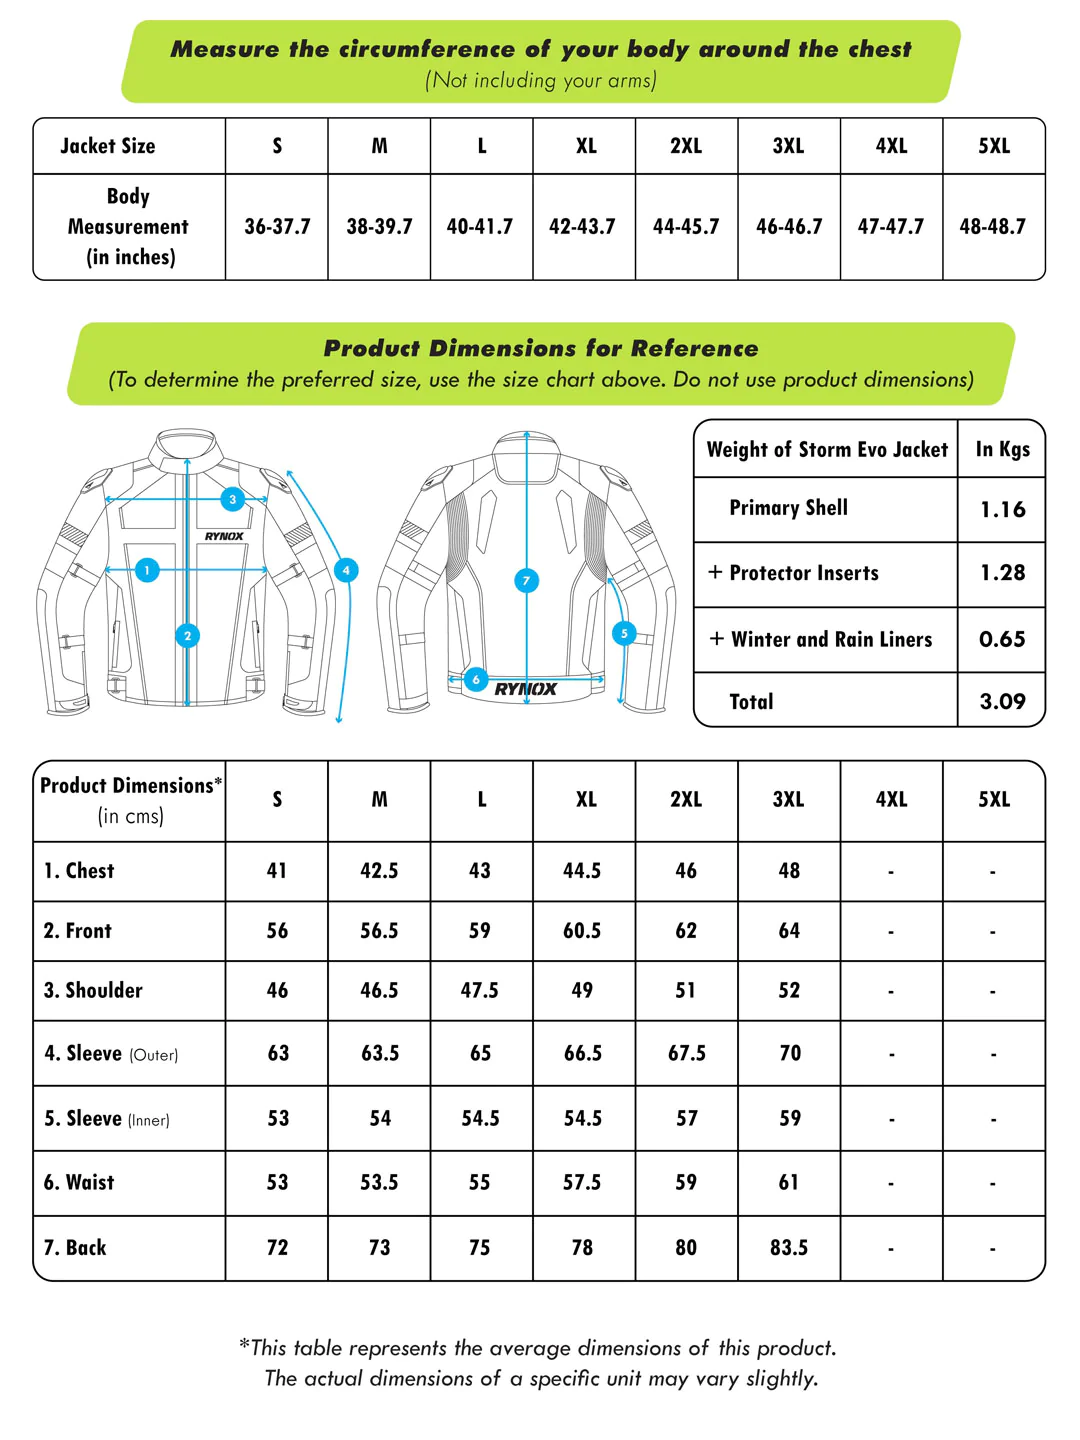 Measure the circumference of your body around the chest
(Not including your arms)
Jacket Size S M L XL 2XL 3XL 4XL 5XL
Body
Measurement
(in inches)
36-37.7 38-39.7 40-41.7 42-43.7 44-45.7 46-46.7 47-47.7 48-48.7
Product Dimensions for Reference
(To determine the preferred size, use the size chart above. Do not use product dimensions)
3
RYNOX
1
4
2
7
5
6
RYNOX
Weight of Storm Evo Jacket In Kgs
Primary Shell 1.16
+ Protector Inserts 1.28
+ Winter and Rain Liners 0.65
Total 3.09
Product Dimensions*
(in cms)
S M L XL 2XL 3XL 4XL 5XL
1. Chest 41 42.5 43 44.5 46 48 - -
2. Front 56 56.5 59 60.5 62 64 - -
3. Shoulder 46 46.5 47.5 49 51 52 - -
4. Sleeve (Outer) 63 63.5 65 66.5 67.5 70 - -
5. Sleeve (Inner) 53 54 54.5 54.5 57 59 - -
6. Waist 53 53.5 55 57.5 59 61 - -
7. Back 72 73 75 78 80 83.5 - -
*This table represents the average dimensions of this product.
The actual dimensions of a specific unit may vary slightly.